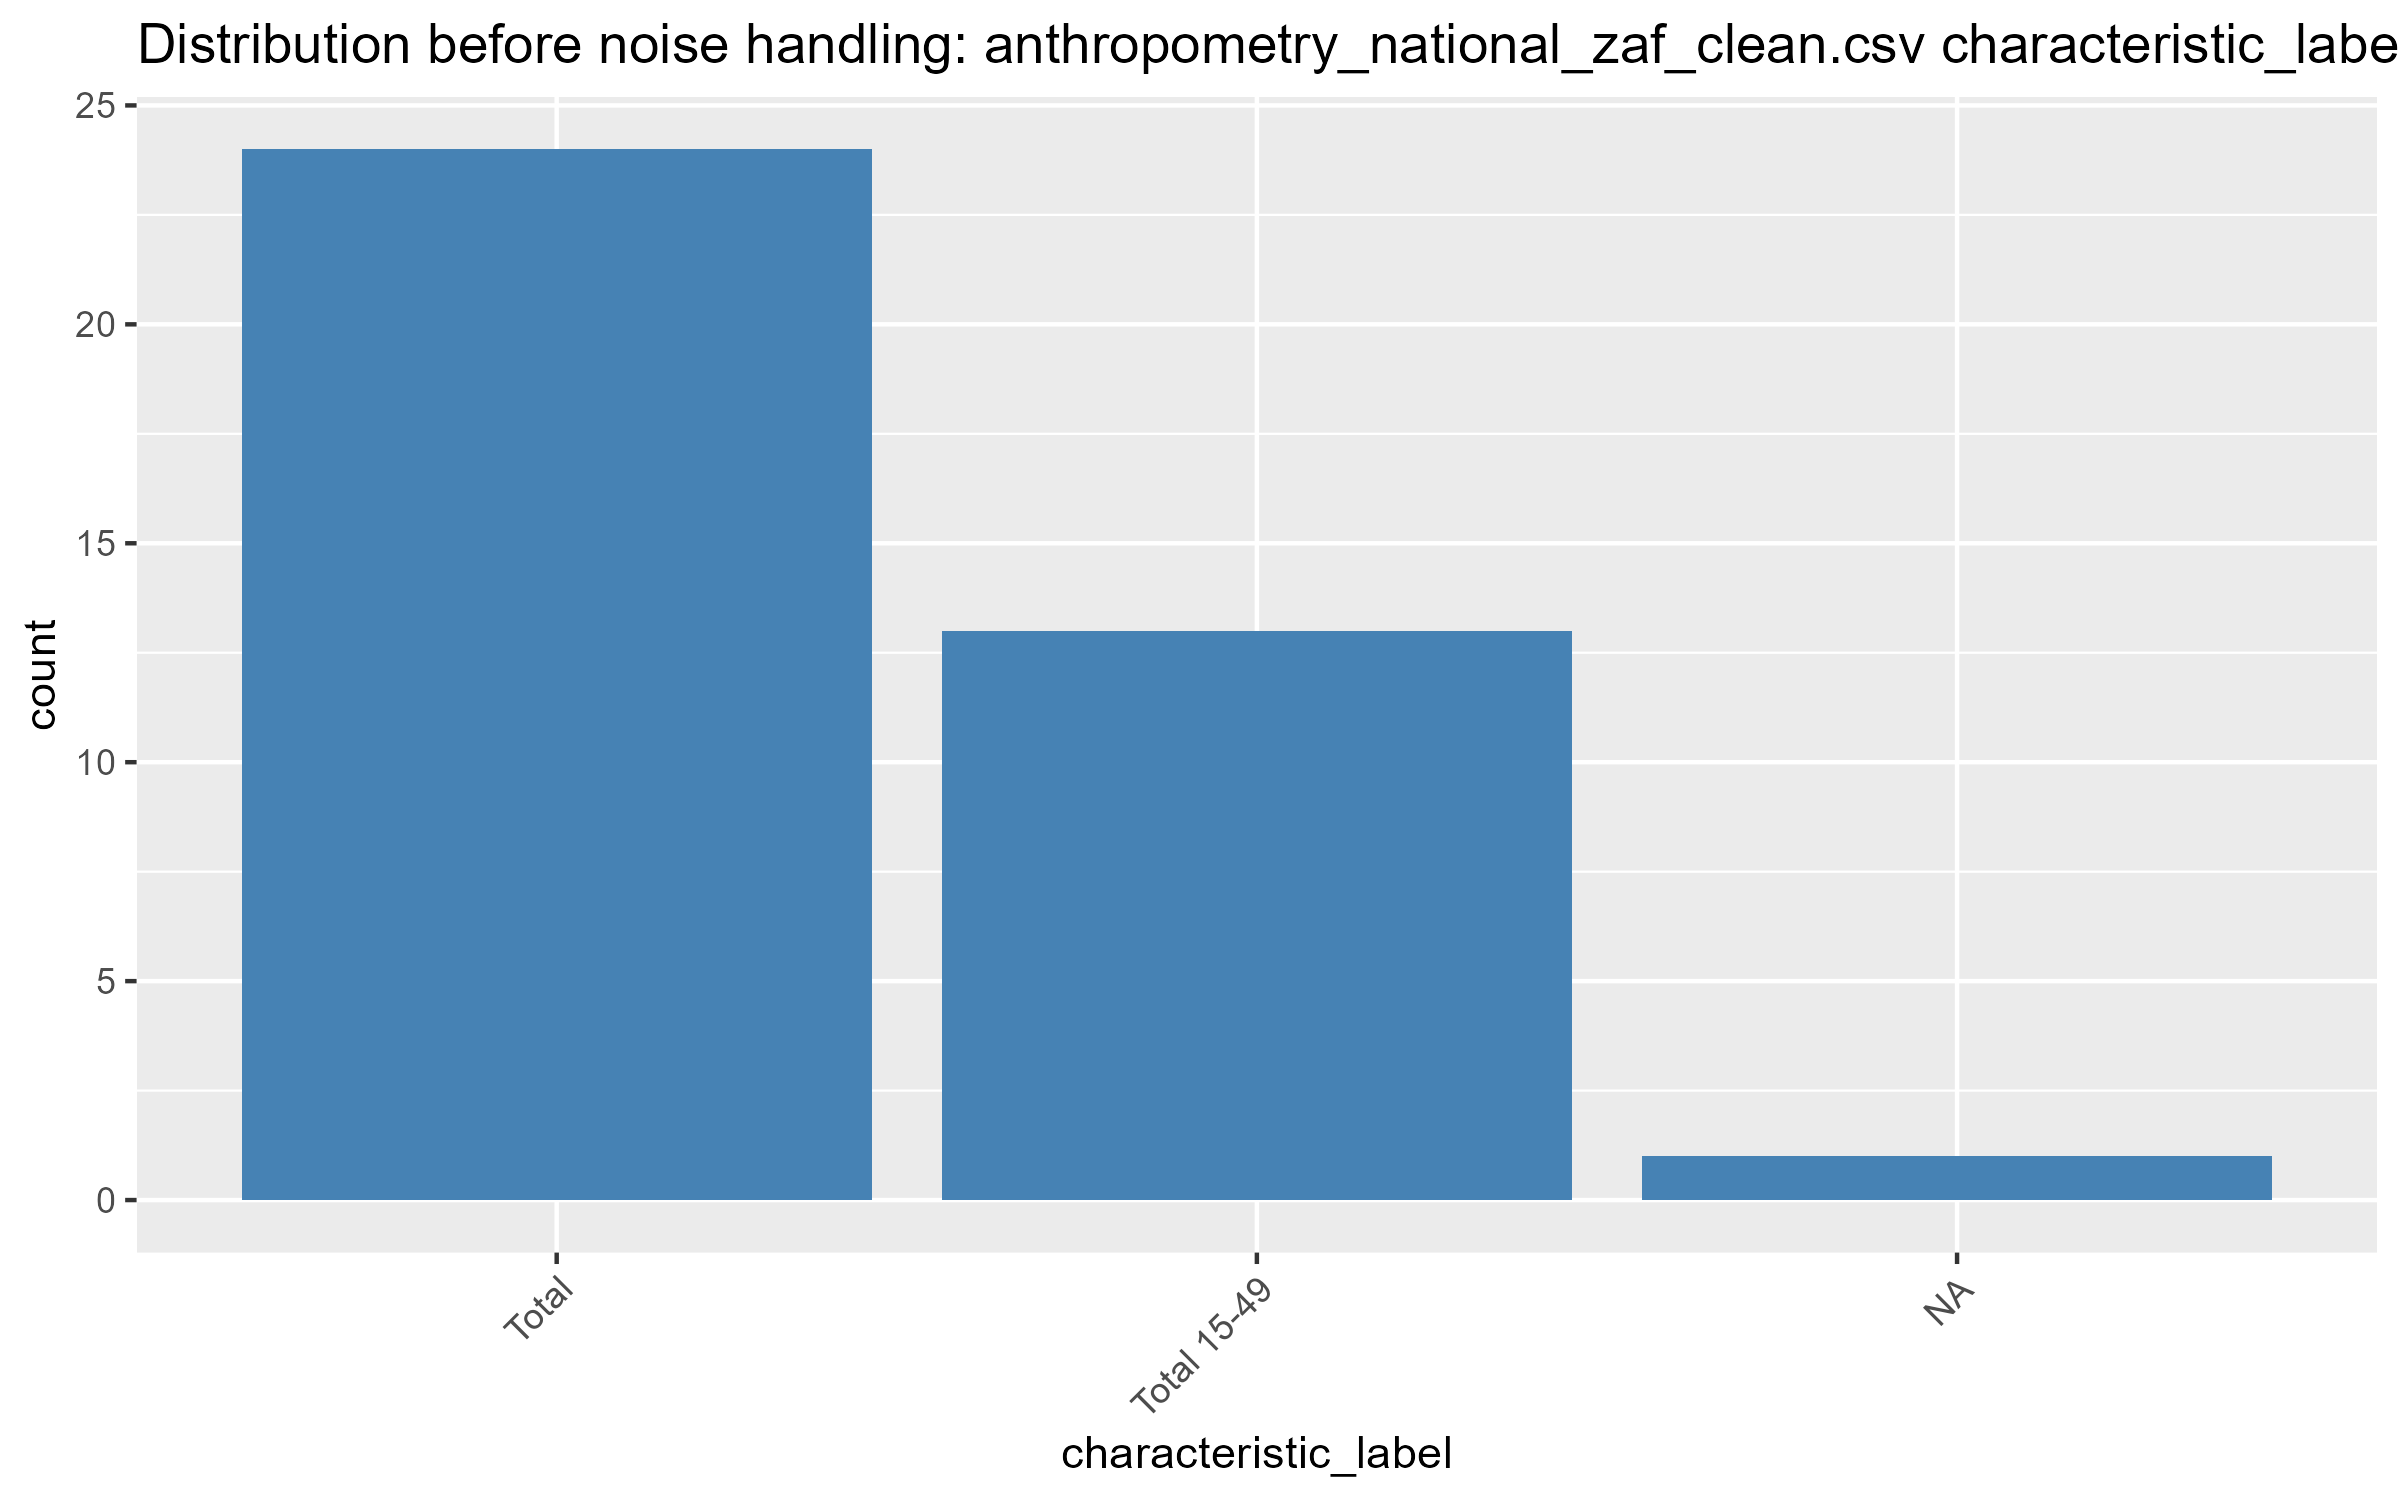 Distribution before noise handling: anthropometry_national_zaf_clean.csv characteristic_labe
25
20
15
10
5
0
count
Total
Total 15-49
NA
characteristic_label